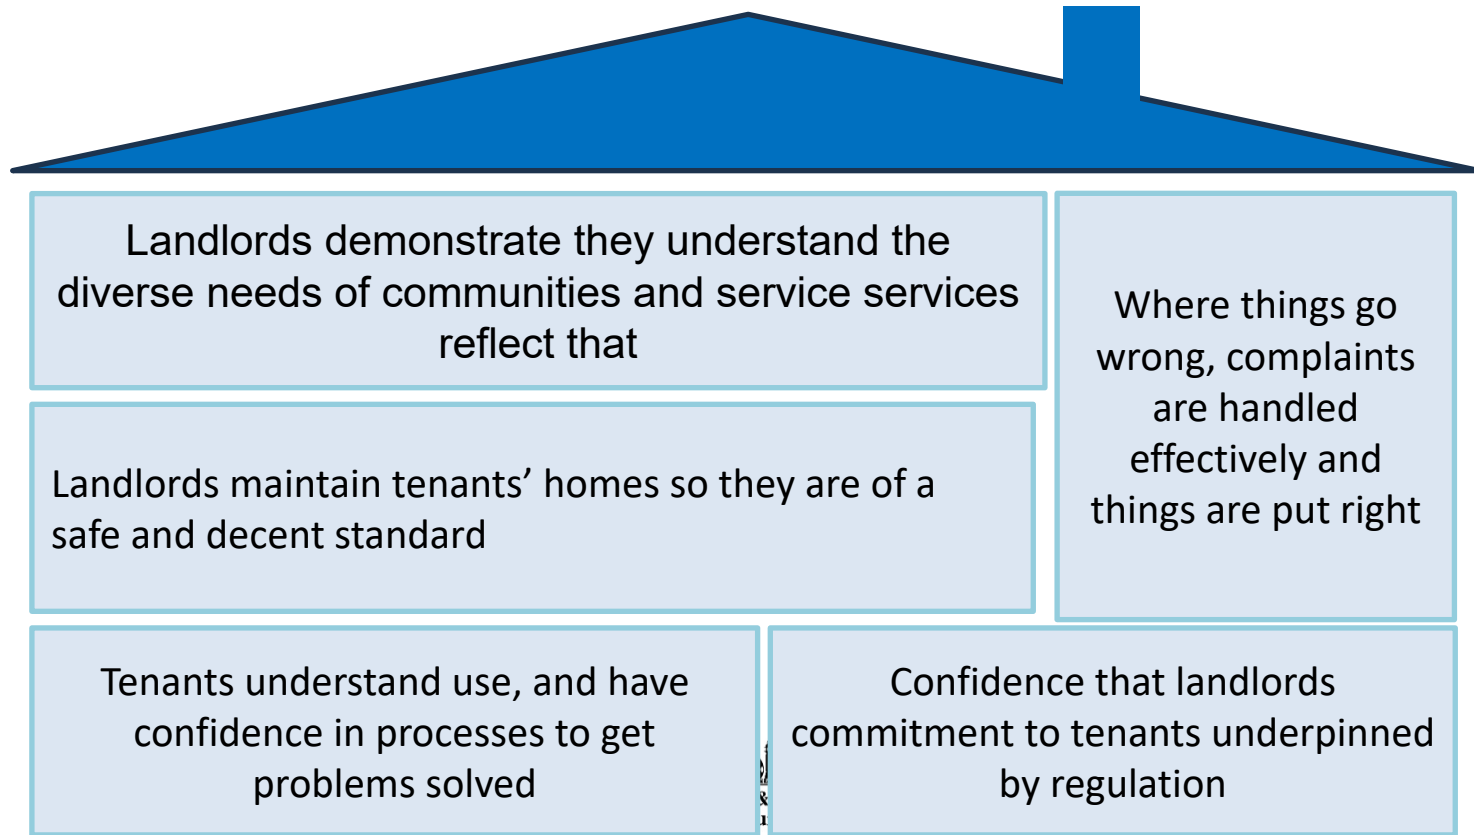 Landlords demonstrate they understand the
diverse needs of communities and service services
reflect that
Where things go
wrong, complaints
are handled
effectively and
things are put right
Landlords maintain tenants’ homes so they are of a
safe and decent standard
Tenants understand use, and have
confidence in processes to get
problems solved
Confidence that landlords
commitment to tenants underpinned
by regulation
&